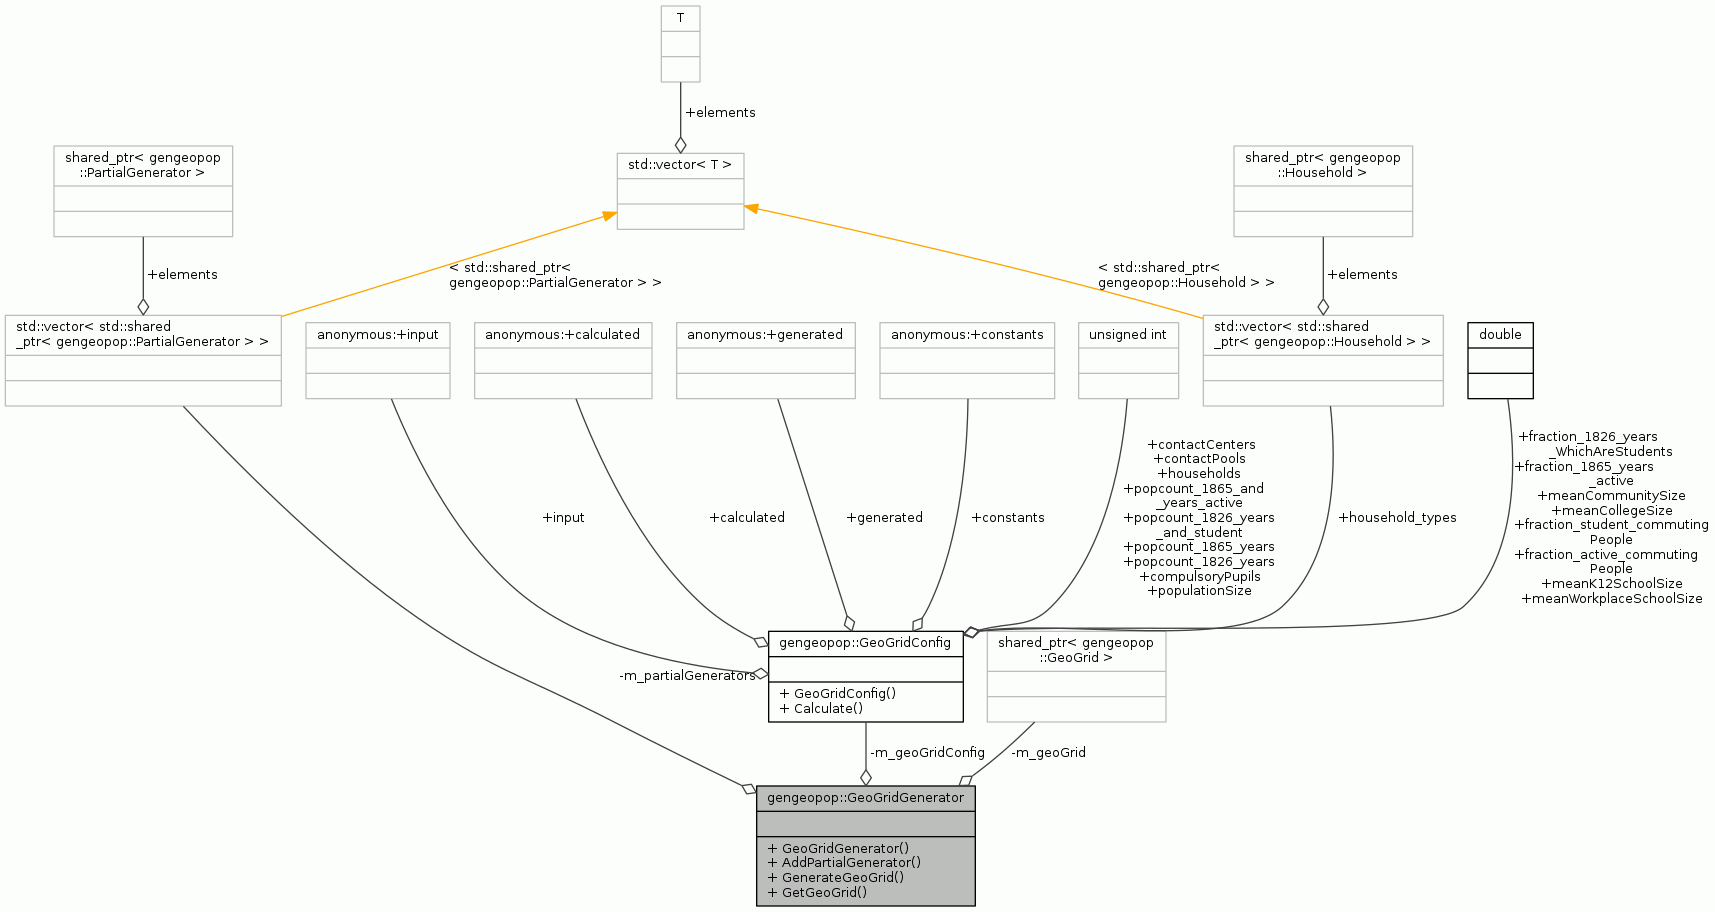 T
+elements
std::vector< T >
shared_ptr< gengeopop
::PartialGenerator >
shared_ptr< gengeopop
::Household >
+elements
< std::shared_ptr<
gengeopop::PartialGenerator > >
< std::shared_ptr<
gengeopop::Household > >
+elements
std::vector< std::shared
_ptr< gengeopop::PartialGenerator > >
anonymous:+input
anonymous:+calculated
anonymous:+generated
anonymous:+constants
unsigned int
std::vector< std::shared
_ptr< gengeopop::Household > >
double
+input
+calculated
+generated
+constants
+contactCenters
+contactPools
+households
+popcount_1865_and
_years_active
+popcount_1826_years
_and_student
+popcount_1865_years
+popcount_1826_years
+compulsoryPupils
+populationSize
+household_types
+fraction_1826_years
_WhichAreStudents
+fraction_1865_years
_active
+meanCommunitySize
+meanCollegeSize
+fraction_student_commuting
People
+fraction_active_commuting
People
+meanK12SchoolSize
+meanWorkplaceSchoolSize
-m_partialGenerators
gengeopop::GeoGridConfig
+ GeoGridConfig()
+ Calculate()
shared_ptr< gengeopop
::GeoGrid >
-m_geoGridConfig
-m_geoGrid
gengeopop::GeoGridGenerator
+ GeoGridGenerator()
+ AddPartialGenerator()
+ GenerateGeoGrid()
+ GetGeoGrid()